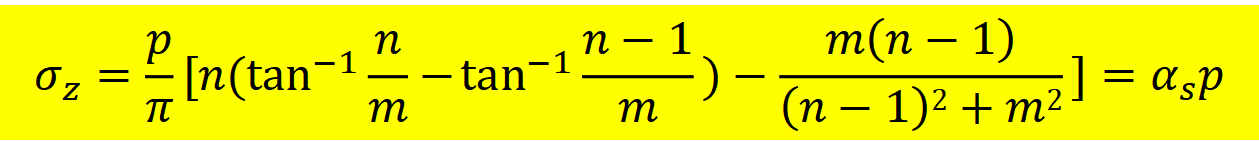 σ_z = p/π [n(tan⁻¹ n/m − tan⁻¹ (n − 1)/m) − m(n − 1)/((n − 1)² + m²)] = α_s p